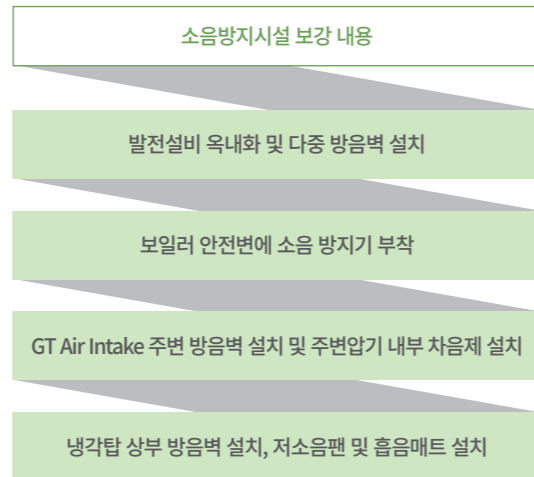 소음방지시설 보강 내용
발전설비 옥내화 및 다중 방음벽 설치
보일러 안전변에 소음 방지기 부착
GT Air Intake 주변 방음벽 설치 및 주변압기 내부 차음제 설치
냉각탑 상부 방음벽 설치, 저소음팬 및 흡음매트 설치